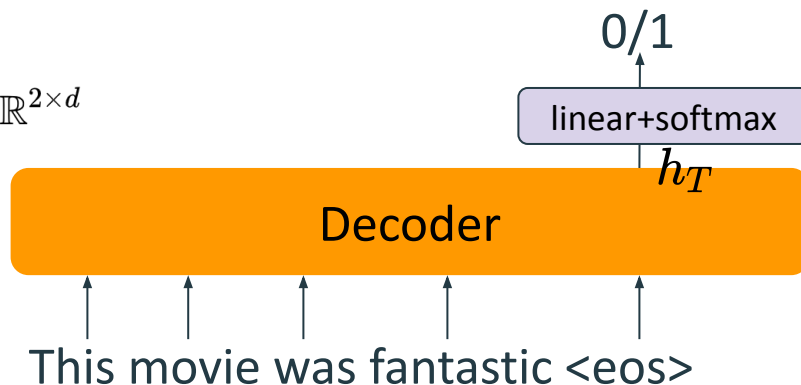 0/1
ℝ^{2×d}
linear+softmax
h_T
Decoder
This movie was fantastic <eos>